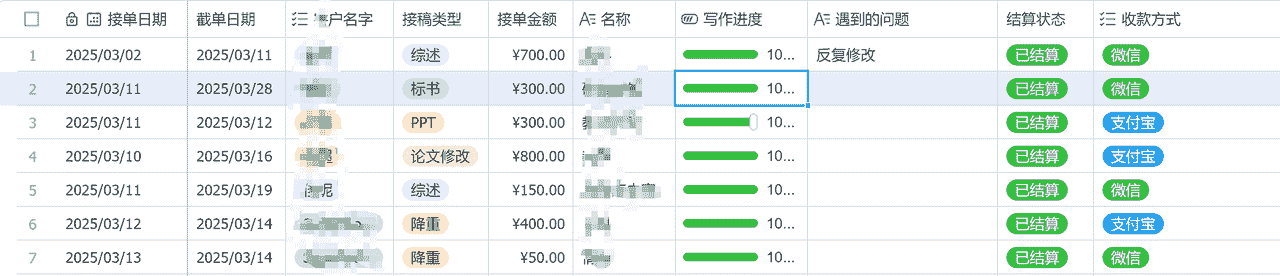 接单日期 截单日期 户名字 接稿类型 接单金额 名称 写作进度 遇到的问题 结算状态 收款方式
1 2025/03/02 2025/03/11 综述 ¥700.00 10... 反复修改 已结算 微信
2 2025/03/11 2025/03/28 标书 ¥300.00 10... 已结算 微信
3 2025/03/11 2025/03/12 PPT ¥300.00 10... 已结算 支付宝
4 2025/03/10 2025/03/16 论文修改 ¥800.00 10... 已结算 支付宝
5 2025/03/11 2025/03/19 综述 ¥150.00 10... 已结算 微信
6 2025/03/12 2025/03/14 降重 ¥400.00 10... 已结算 支付宝
7 2025/03/13 2025/03/14 降重 ¥50.00 10... 已结算 微信